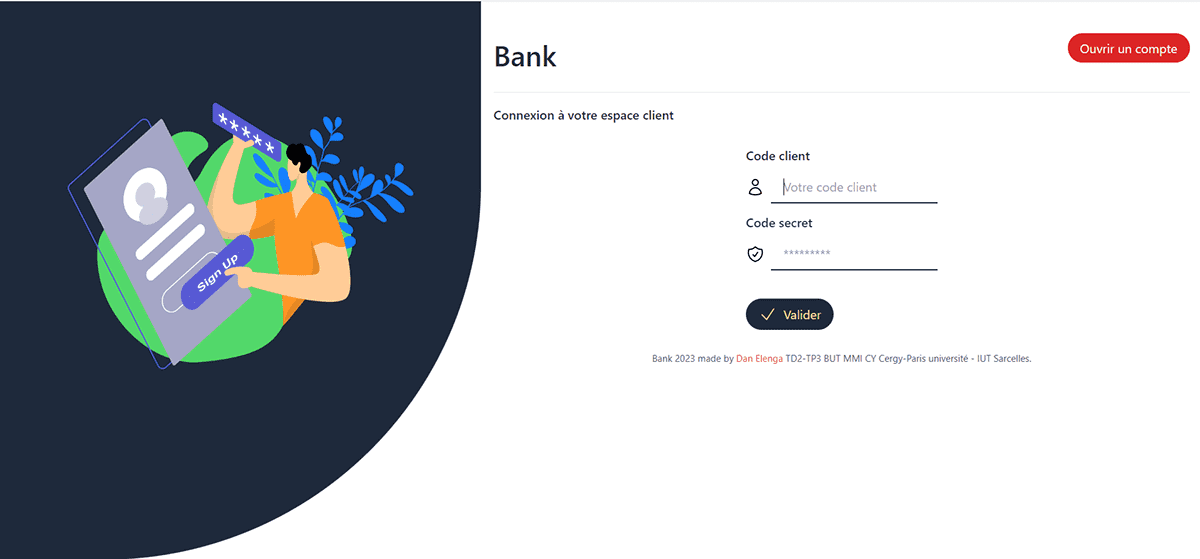 Bank
Ouvrir un compte
Connexion à votre espace client
Code client
Votre code client
Code secret
*********
Valider
Bank 2023 made by Dan Elenga TD2-TP3 BUT MMI CY Cergy-Paris université - IUT Sarcelles.
*****
Sign Up